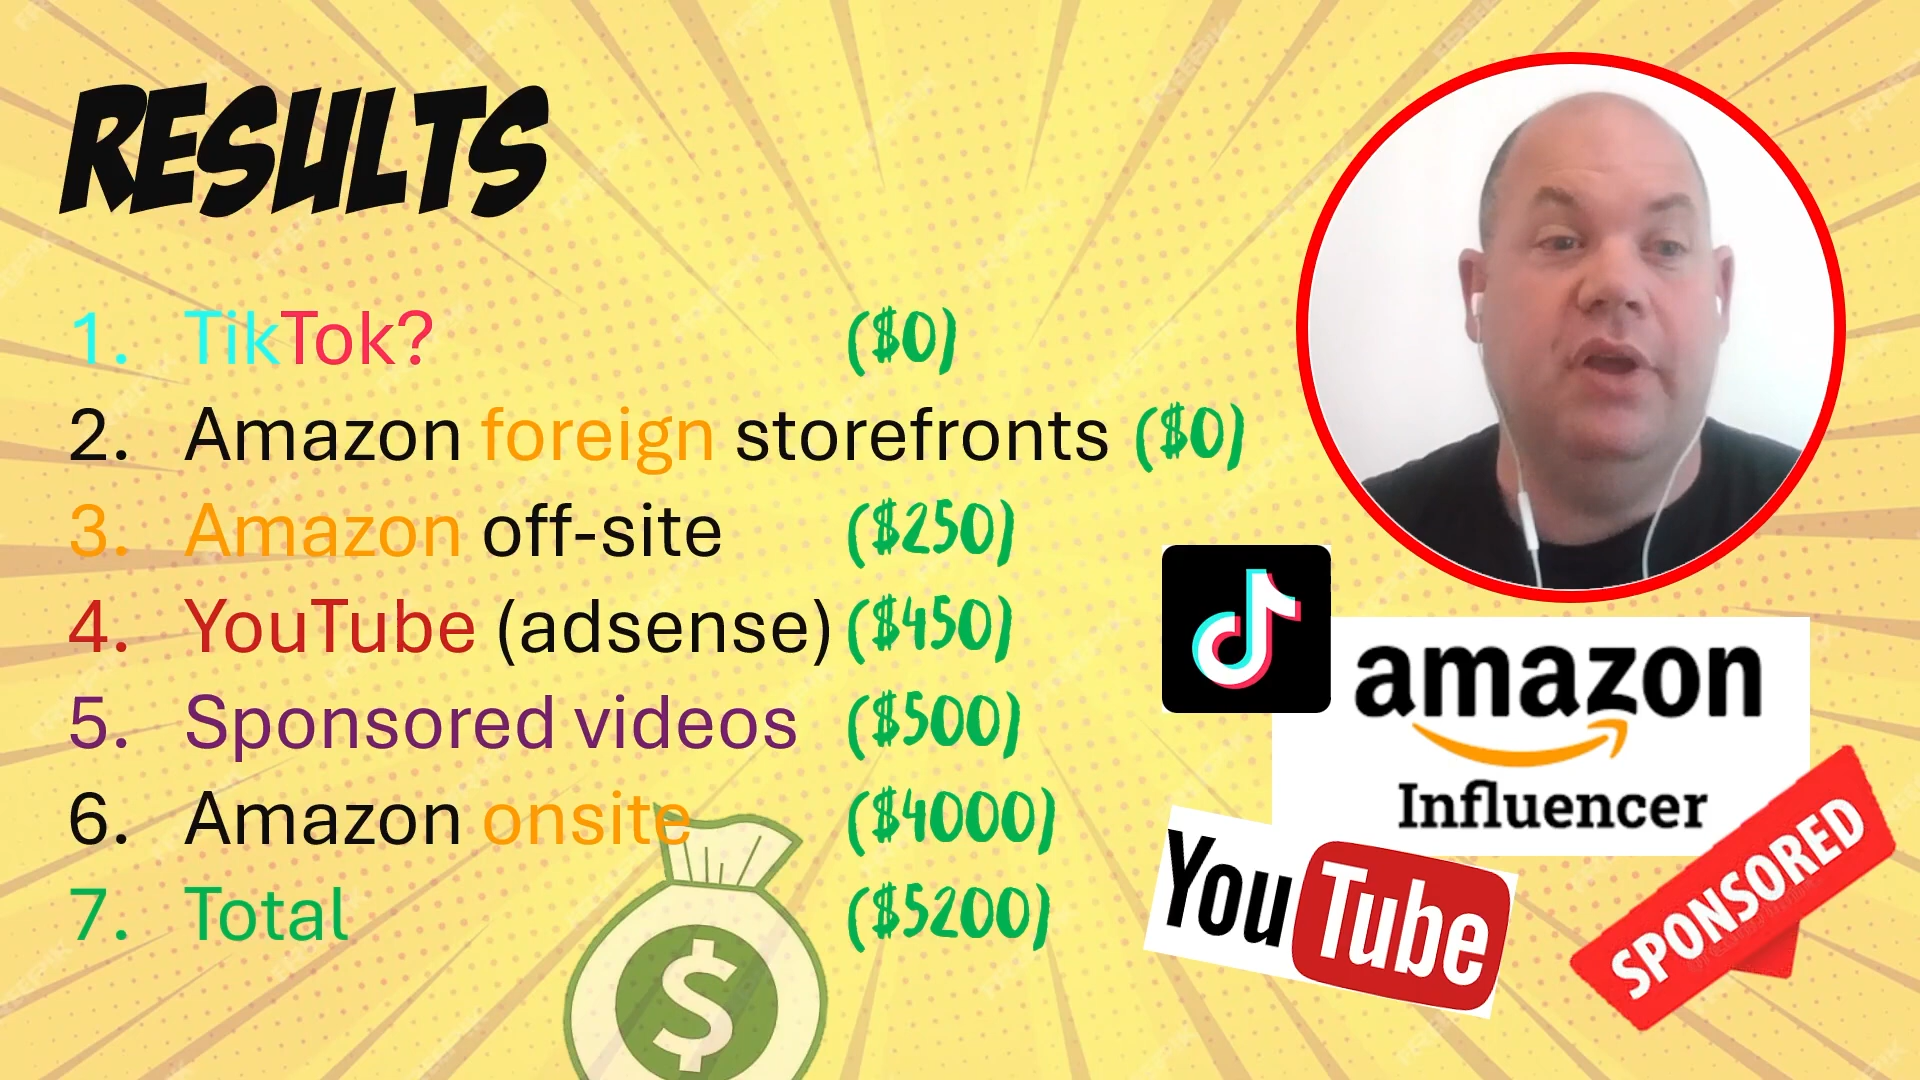 RESULTS
1. TikTok? ($0)
2. Amazon foreign storefronts ($0)
3. Amazon off-site ($250)
4. YouTube (adsense) ($450)
5. Sponsored videos ($500)
6. Amazon onsite ($4000)
7. Total ($5200)
amazon
Influencer
YouTube
SPONSORED
$